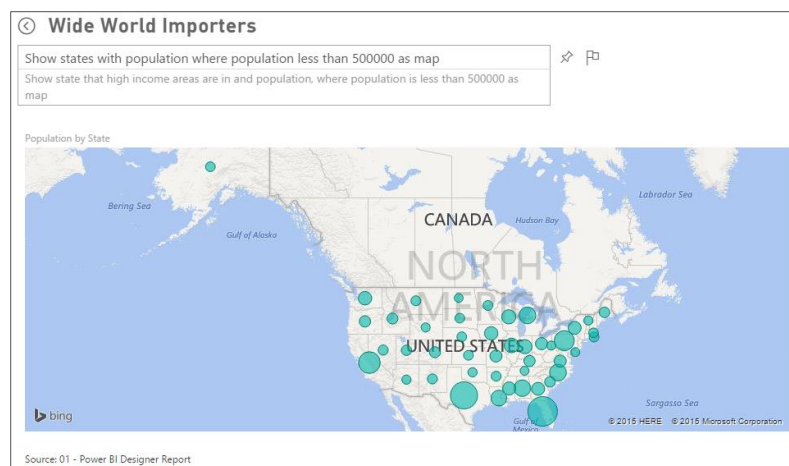 Wide World Importers
Show states with population where population less than 500000 as map
Show state that high income areas are in and population, where population is less than 500000 as
map
Population by State
Bering Sea
Gulf of Alaska
CANADA
Hudson Bay
Labrador Sea
NORTH
AMERICA
UNITED STATES
Gulf of
Mexico
Sargasso Sea
bing
© 2015 HERE © 2015 Microsoft Corporation
Source: 01 - Power BI Designer Report